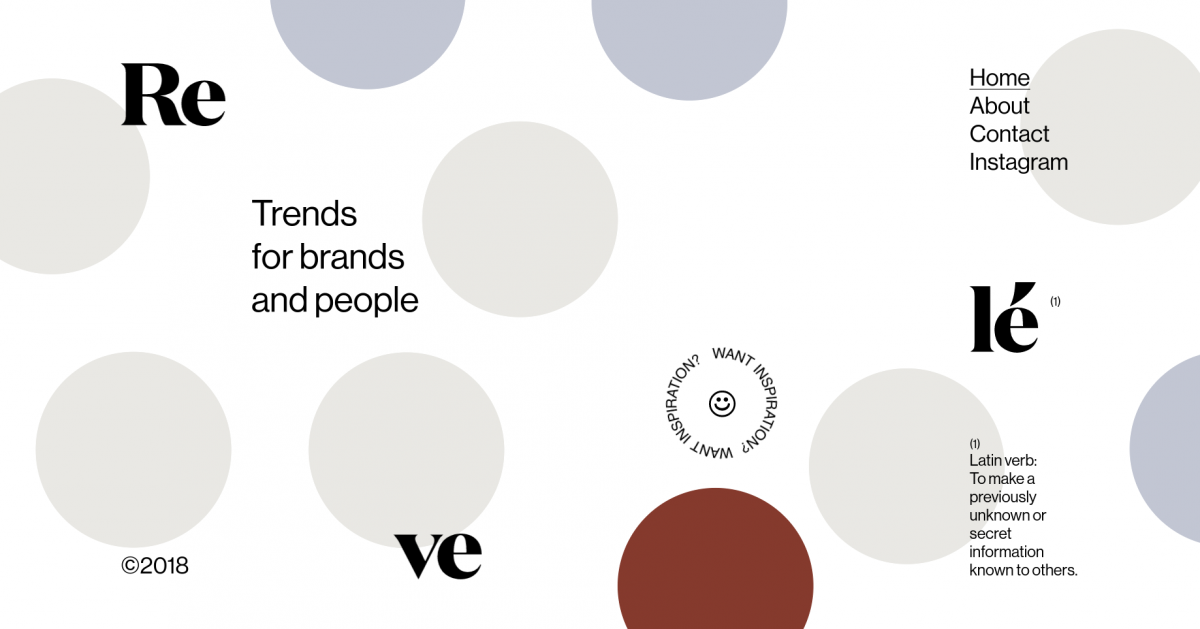 Re
Home
About
Contact
Instagram
Trends
for brands
and people
lé (1)
WANT INSPIRATION? WANT INSPIRATION?
(1)
Latin verb:
To make a
previously
unknown or
secret
information
known to others.
ve
©2018